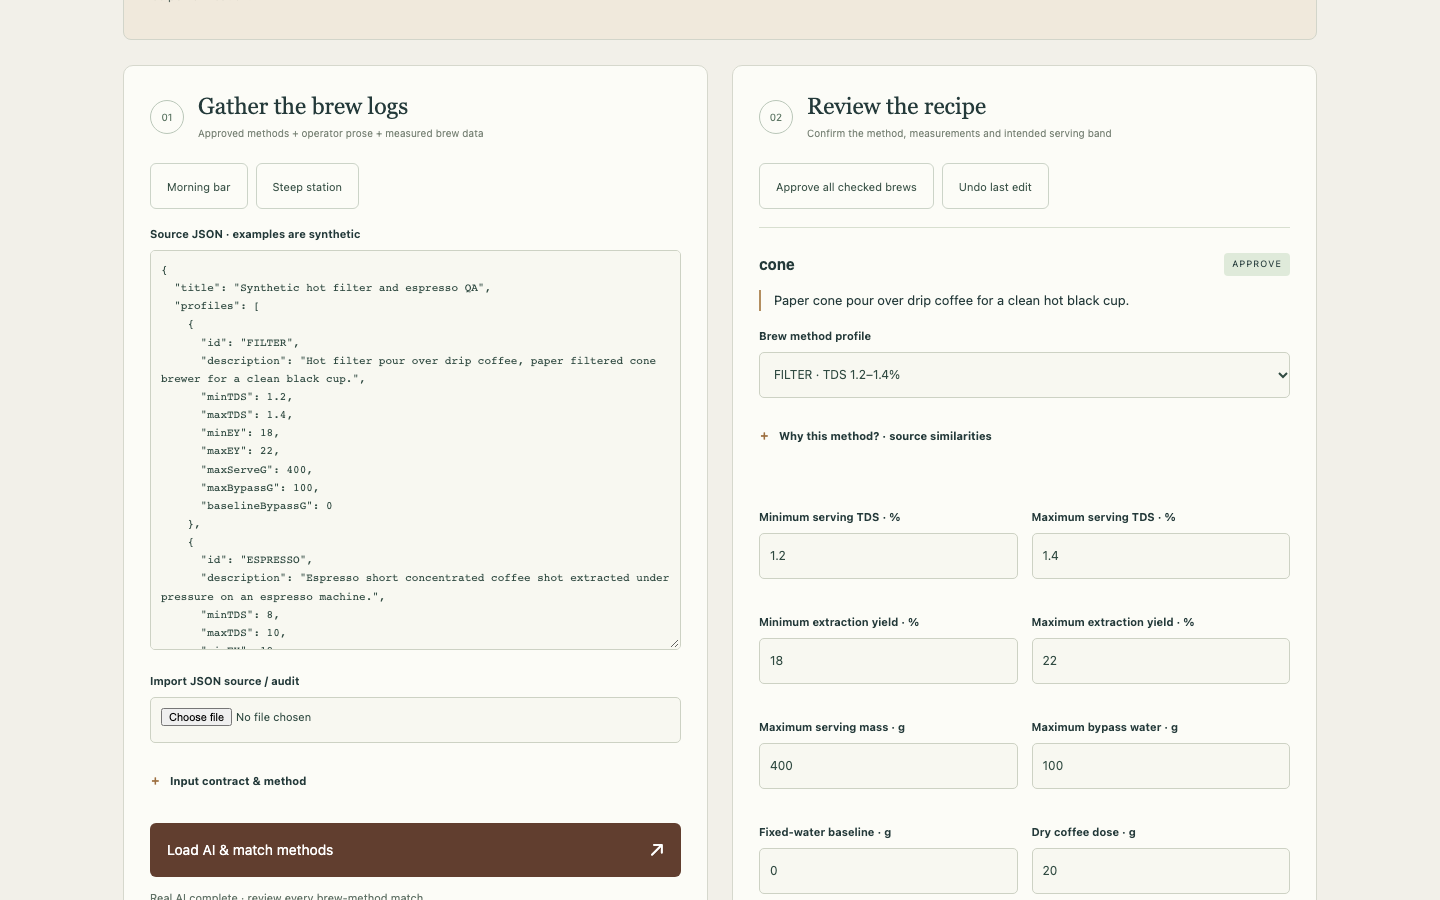 01
Gather the brew logs
Approved methods + operator prose + measured brew data
Morning bar
Steep station
Source JSON · examples are synthetic
{
"title": "Synthetic hot filter and espresso QA",
"profiles": [
{
"id": "FILTER",
"description": "Hot filter pour over drip coffee, paper filtered cone
brewer for a clean black cup.",
"minTDS": 1.2,
"maxTDS": 1.4,
"minEY": 18,
"maxEY": 22,
"maxServeG": 400,
"maxBypassG": 100,
"baselineBypassG": 0
},
{
"id": "ESPRESSO",
"description": "Espresso short concentrated coffee shot extracted under
pressure on an espresso machine.",
"minTDS": 8,
"maxTDS": 10,
Import JSON source / audit
Choose file No file chosen
+ Input contract & method
Load AI & match methods
Real AI complete · review every brew-method match
02
Review the recipe
Confirm the method, measurements and intended serving band
Approve all checked brews
Undo last edit
cone
APPROVE
Paper cone pour over drip coffee for a clean hot black cup.
Brew method profile
FILTER · TDS 1.2–1.4%
+ Why this method? · source similarities
Minimum serving TDS · %
Maximum serving TDS · %
1.2
1.4
Minimum extraction yield · %
Maximum extraction yield · %
18
22
Maximum serving mass · g
Maximum bypass water · g
400
100
Fixed-water baseline · g
Dry coffee dose · g
0
20